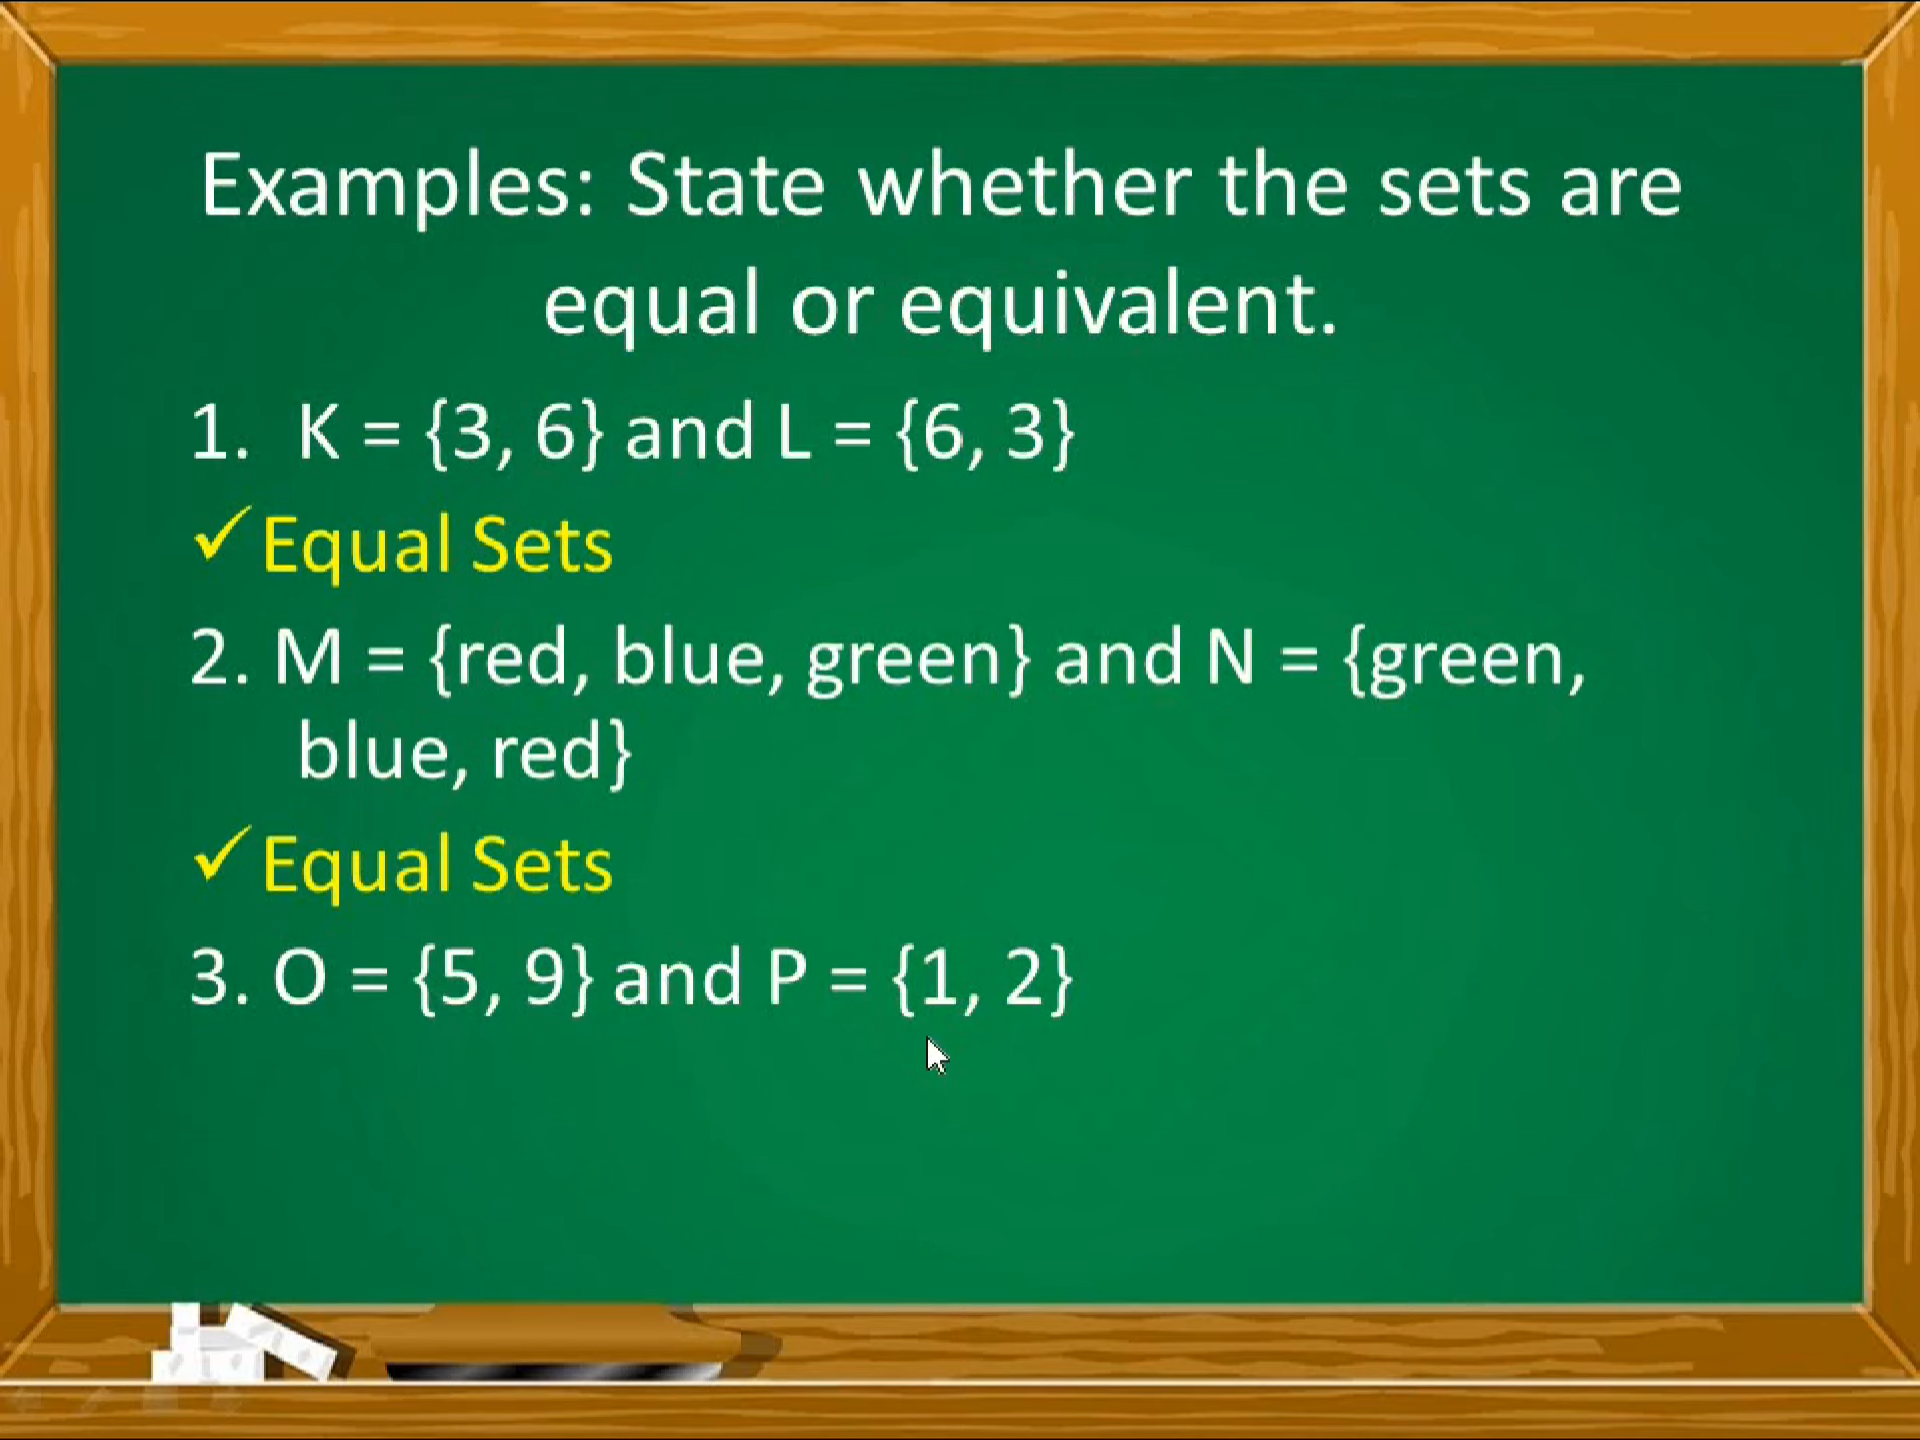 Examples: State whether the sets are
equal or equivalent.
1. K = {3, 6} and L = {6, 3}
✓Equal Sets
2. M = {red, blue, green} and N = {green,
blue, red}
✓Equal Sets
3. O = {5, 9} and P = {1, 2}